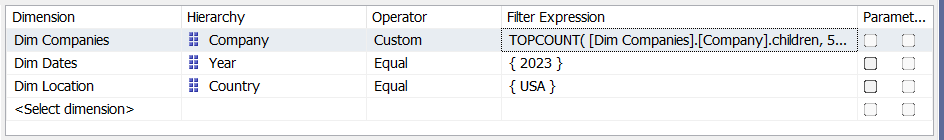 Dimension Hierarchy Operator Filter Expression Paramet...
Dim Companies Company Custom TOPCOUNT( [Dim Companies].[Company].children, 5...
Dim Dates Year Equal { 2023 }
Dim Location Country Equal { USA }
<Select dimension>